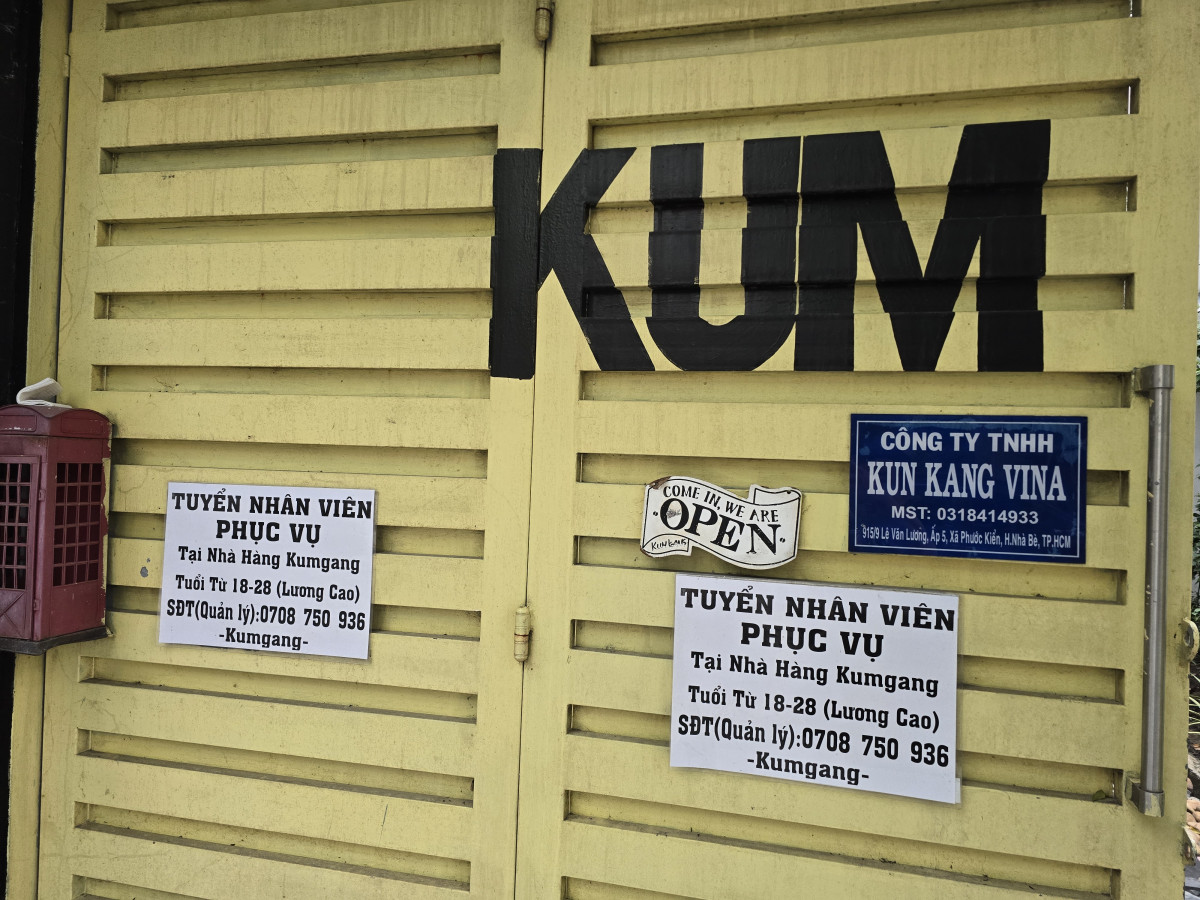 KUM
CÔNG TY TNHH
KUN KANG VINA
MST: 0318414933
915/9 Lê Văn Lương, Ấp 5, Xã Phước Kiển, H.Nhà Bè, TP.HCM
COME IN, WE ARE
OPEN
TUYỂN NHÂN VIÊN
PHỤC VỤ
Tại Nhà Hàng Kumgang
Tuổi Từ 18-28 (Lương Cao)
SĐT(Quản lý):0708 750 936
-Kumgang-
TUYỂN NHÂN VIÊN
PHỤC VỤ
Tại Nhà Hàng Kumgang
Tuổi Từ 18-28 (Lương Cao)
SĐT(Quản lý):0708 750 936
-Kumgang-